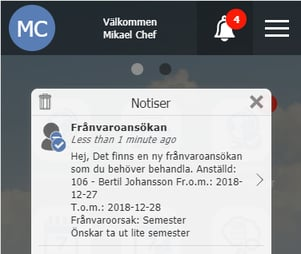 MC
Välkommen
Mikael Chef
4
Notiser
Frånvaroansökan
Less than 1 minute ago
Hej, Det finns en ny frånvaroansökan
som du behöver behandla. Anställd:
106 - Bertil Johansson Fr.o.m.: 2018-
12-27
T.o.m.: 2018-12-28
Frånvaroorsak: Semester
Önskar ta ut lite semester